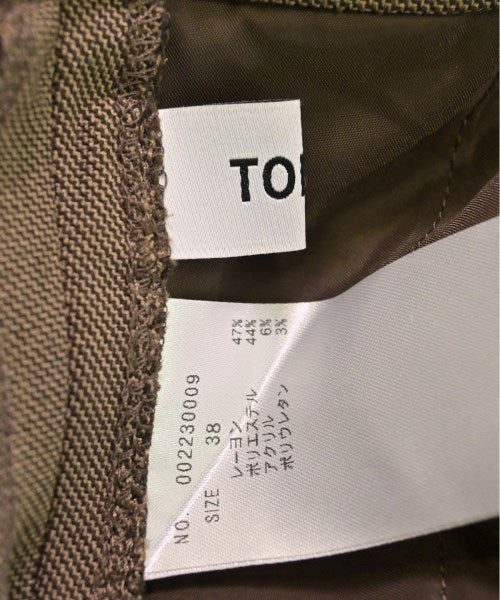 TO
NO. 002230009
SIZE 38
レーヨン 47%
ポリエステル 44%
アクリル 6%
ポリウレタン 3%